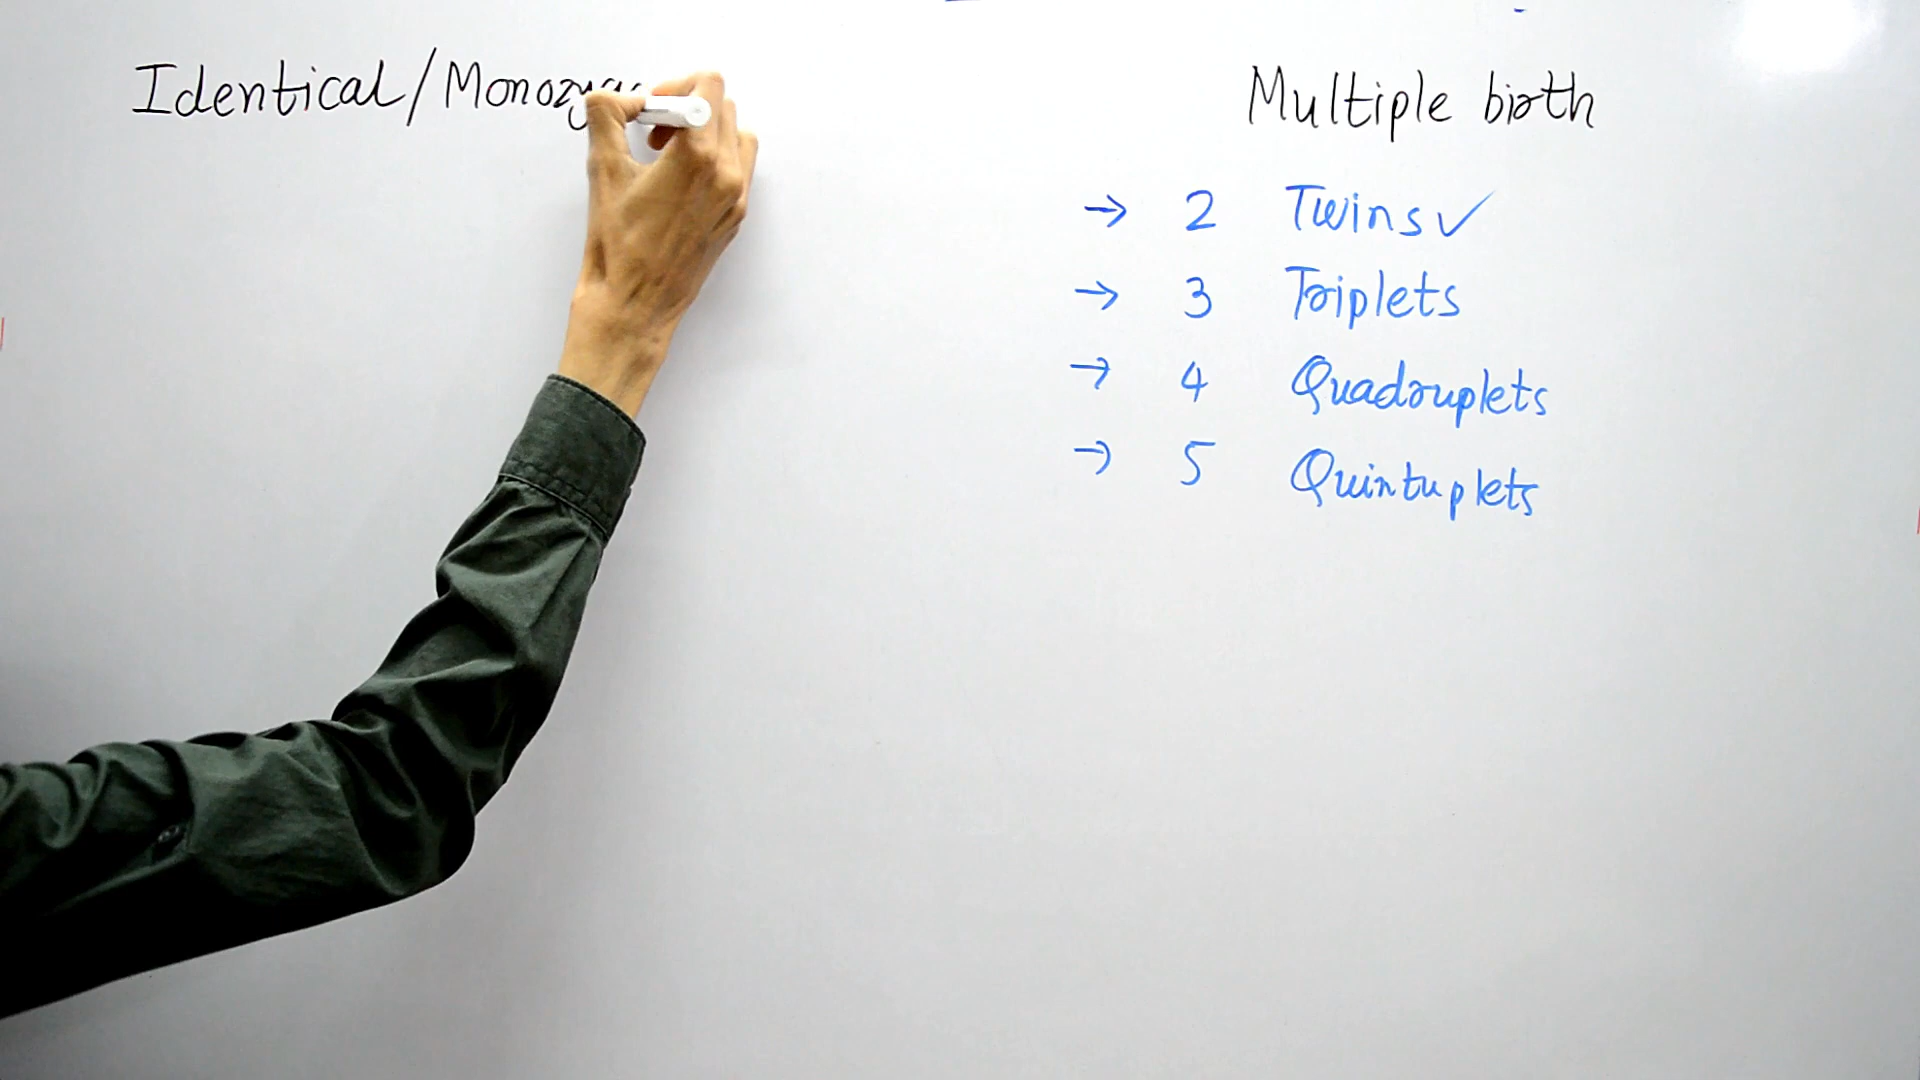 Identical/Monozyg
Multiple birth
→ 2 Twins✓
→ 3 Triplets
→ 4 Quadruplets
→ 5 Quintuplets